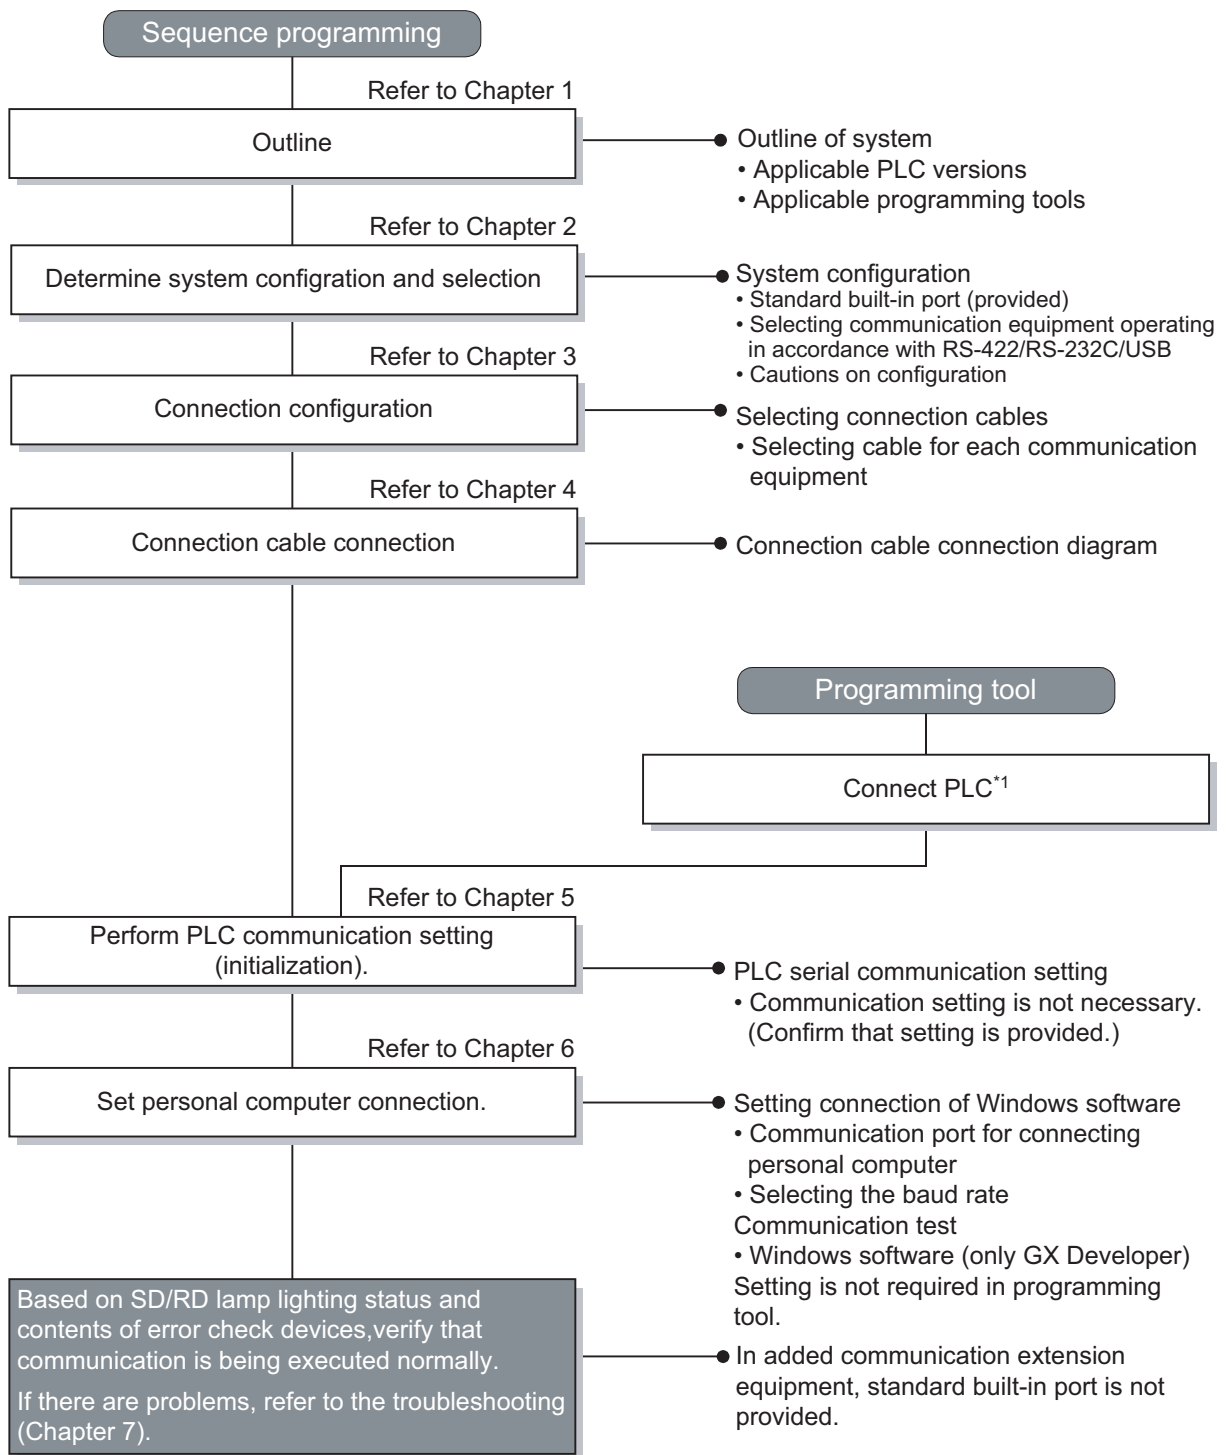 Sequence programming
Refer to Chapter 1
Outline
Outline of system
• Applicable PLC versions
• Applicable programming tools
Refer to Chapter 2
Determine system configration and selection
System configuration
• Standard built-in port (provided)
• Selecting communication equipment operating
in accordance with RS-422/RS-232C/USB
• Cautions on configuration
Refer to Chapter 3
Connection configuration
Selecting connection cables
• Selecting cable for each communication
equipment
Refer to Chapter 4
Connection cable connection
Connection cable connection diagram
Programming tool
Connect PLC*1
Refer to Chapter 5
Perform PLC communication setting
(initialization).
PLC serial communication setting
• Communication setting is not necessary.
(Confirm that setting is provided.)
Refer to Chapter 6
Set personal computer connection.
Setting connection of Windows software
• Communication port for connecting
personal computer
• Selecting the baud rate
Communication test
• Windows software (only GX Developer)
Setting is not required in programming
tool.
Based on SD/RD lamp lighting status and
contents of error check devices,verify that
communication is being executed normally.
If there are problems, refer to the troubleshooting
(Chapter 7).
In added communication extension
equipment, standard built-in port is not
provided.